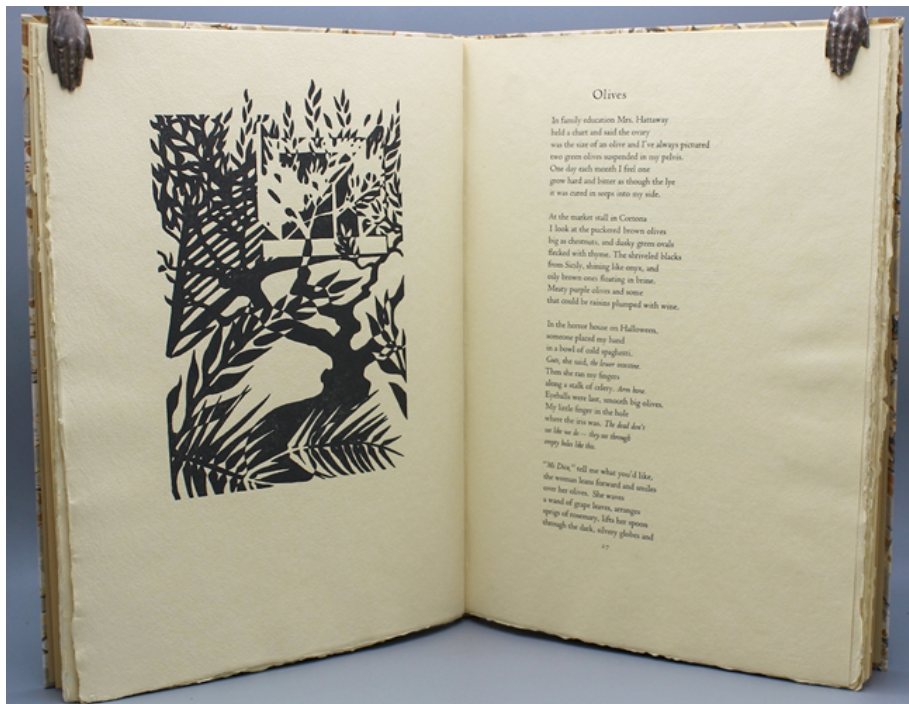 Olives
In family education Mrs. Hattaway
held a chart and said the ovary
was the size of an olive and I've always pictured
two green olives suspended in my pelvis.
One day each month I feel one
grow hard and bitter as though the lye
it was cured in seeps into my side.
At the market stall in Cortona
I look at the puckered brown olives
big as chestnuts, and dusky green ovals
flecked with thyme. The shriveled blacks
from Sicily, shining like onyx, and
oily brown ones floating in brine.
Meaty purple olives and some
that could be raisins plumped with wine.
In the horror house on Halloween,
someone placed my hand
in a bowl of cold spaghetti.
Guts, she said, the lower intestine.
Then she ran my fingers
along a stalk of celery. Arm bone.
Eyeballs were last, smooth big olives.
My little finger in the hole
where the iris was. The dead don't
see like we do — they see through
empty holes like this.
"Mi Dica," tell me what you'd like,
the woman leans forward and smiles
over her olives. She waves
a wand of grape leaves, arranges
sprigs of rosemary, lifts her spoon
through the dark, silvery globes and
27